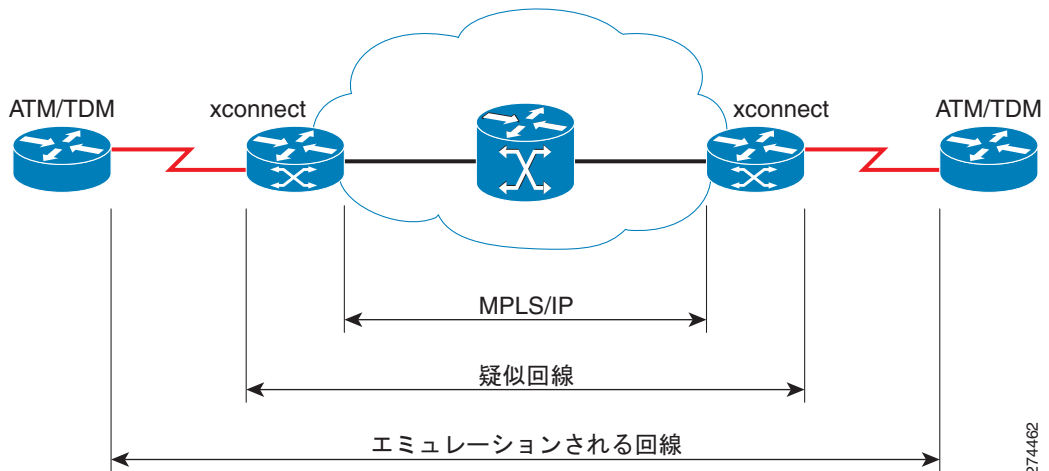 ATM/TDM
xconnect
xconnect
ATM/TDM
MPLS/IP
疑似回線
エミュレーションされる回線
274462